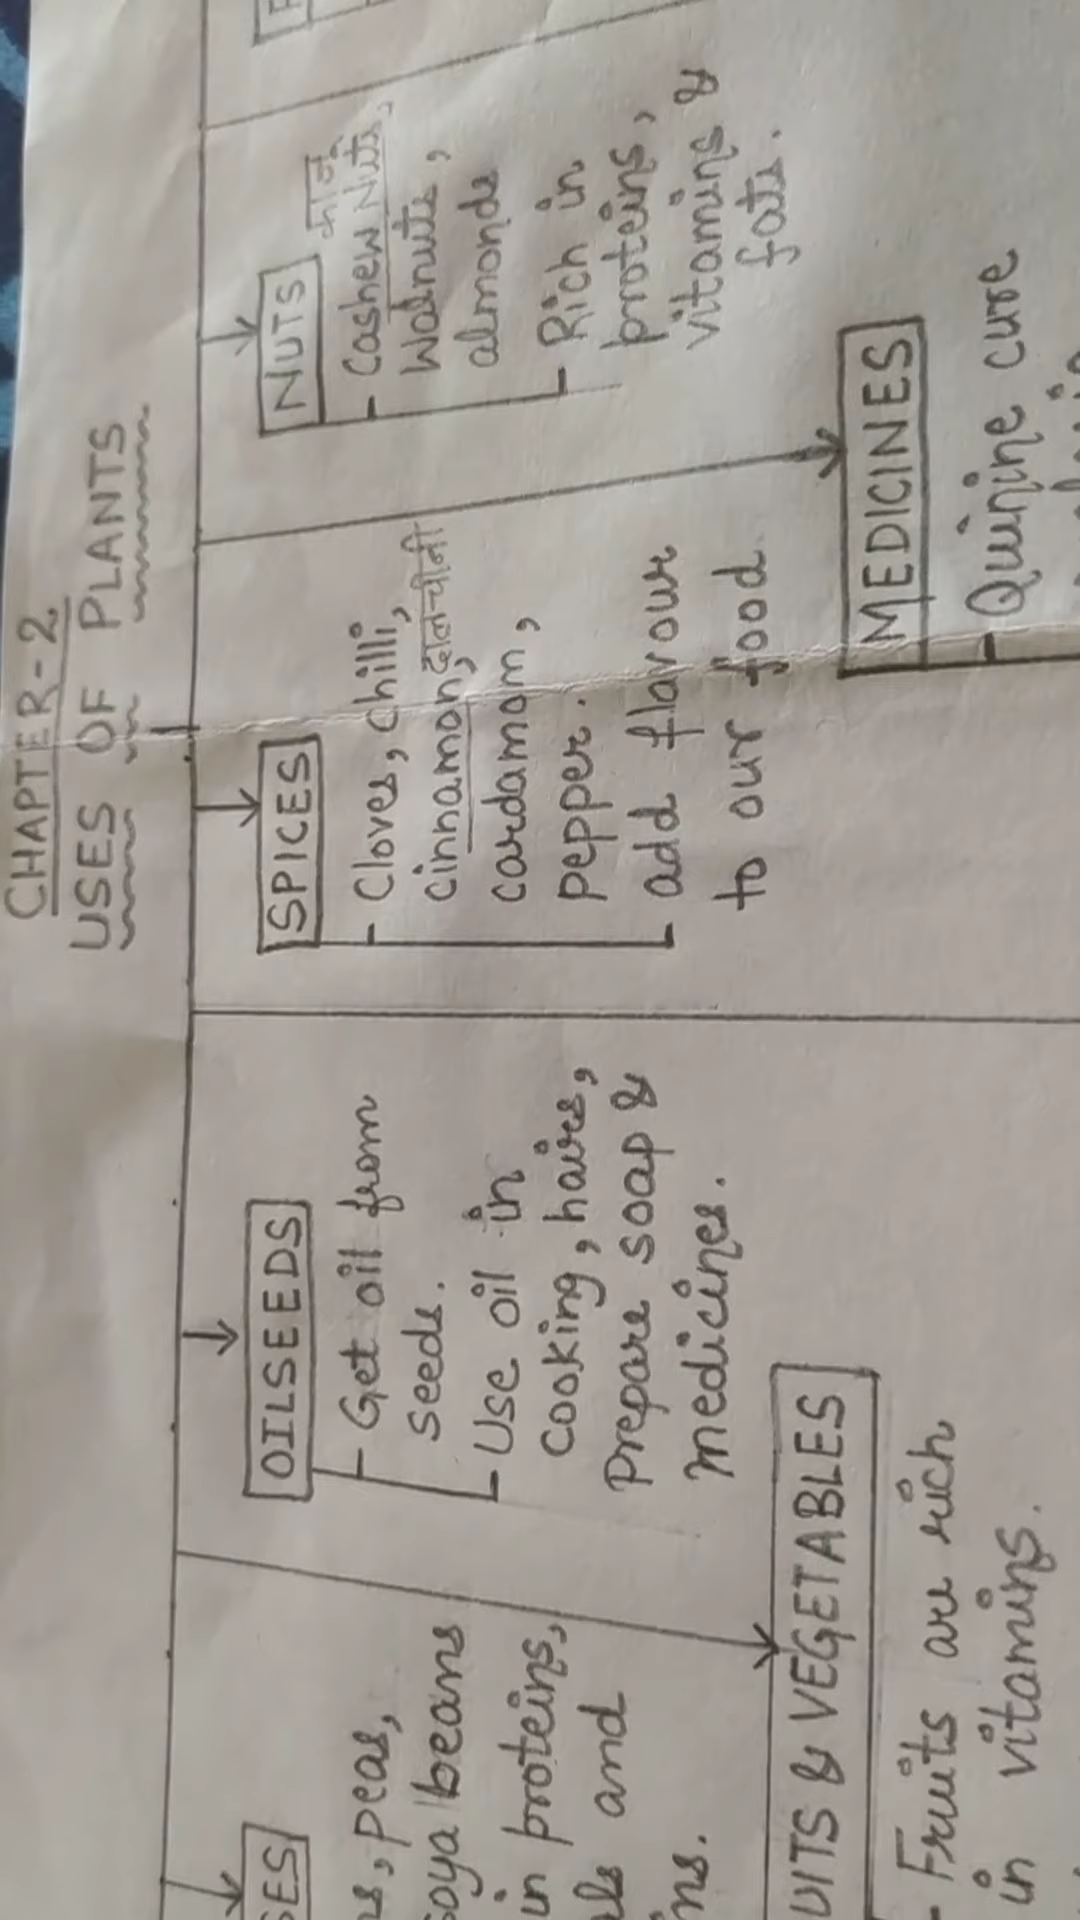 CHAPTER-2
USES OF PLANTS
OILSEEDS
- Get oil from
seeds.
- Use oil in
cooking, hairs,
Prepare soap &
medicines.
SPICES
- Cloves, chilli,
cinnamon, दालचीनी
cardamom,
pepper.
- add flavour
to our food.
NUTS
काजू
- Cashew Nuts,
Walnuts,
almonds
- Rich in
proteins,
vitamins &
fats.
peas,
soya beans
in proteins,
and
UITS & VEGETABLES
- Fruits are rich
in vitamins.
MEDICINES
- Quinine cure